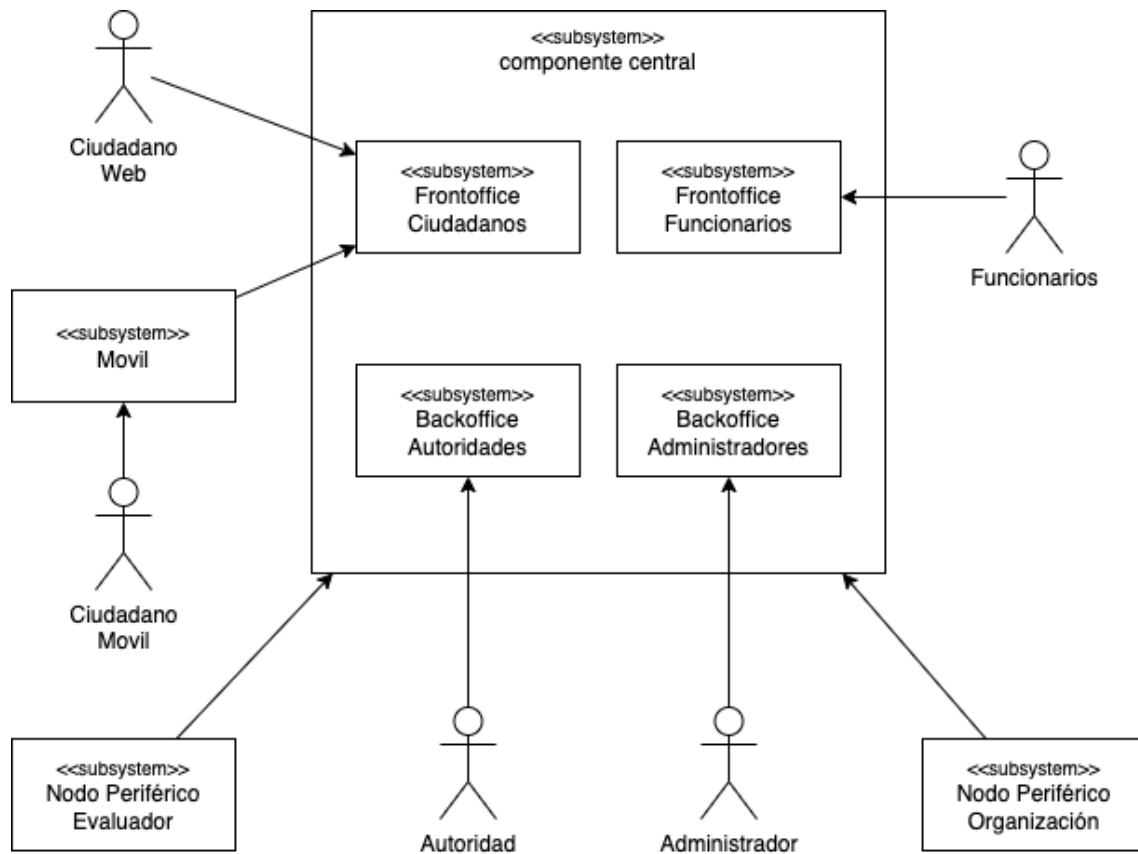 <<subsystem>>
componente central
Ciudadano
Web
<<subsystem>>
Frontoffice
Ciudadanos
<<subsystem>>
Frontoffice
Funcionarios
Funcionarios
<<subsystem>>
Movil
<<subsystem>>
Backoffice
Autoridades
<<subsystem>>
Backoffice
Administradores
Ciudadano
Movil
<<subsystem>>
Nodo Periférico
Evaluador
Autoridad
Administrador
<<subsystem>>
Nodo Periférico
Organización